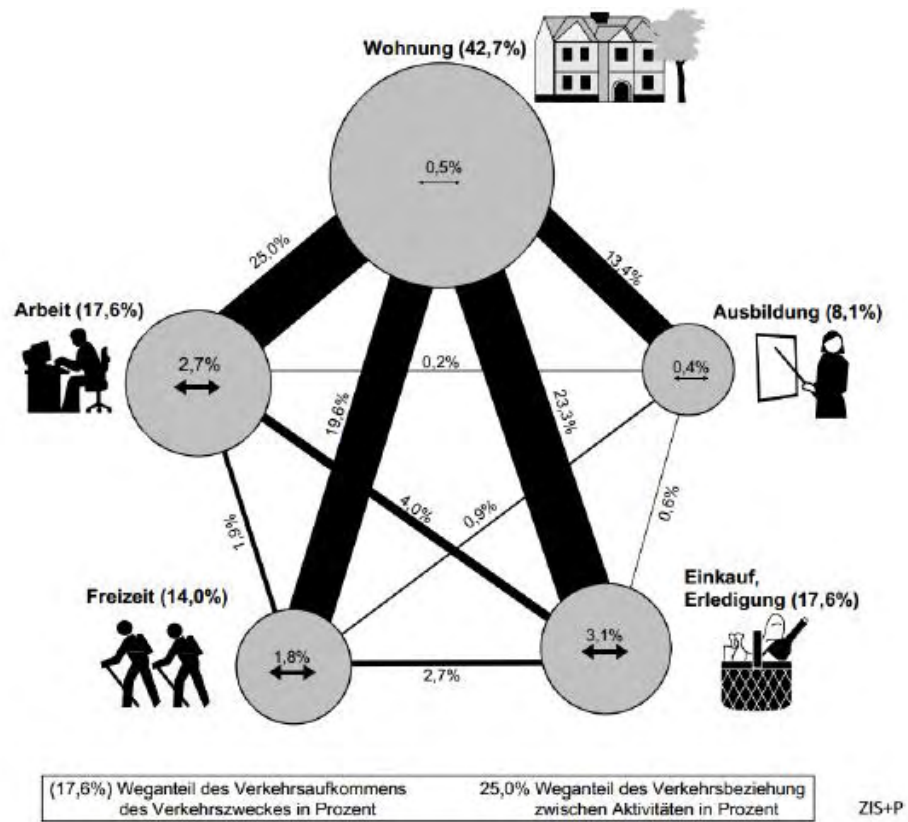 Wohnung (42,7%)
0,5%
25,0%
13,4%
Arbeit (17,6%)
Ausbildung (8,1%)
2,7%
0,2%
0,4%
19,6%
23,3%
4,0%
0,9%
0,6%
1,9%
Freizeit (14,0%)
Einkauf,
Erledigung (17,6%)
1,8%
3,1%
2,7%
(17,6%) Weganteil des Verkehrsaufkommens
des Verkehrszweckes in Prozent
25,0% Weganteil des Verkehrsbeziehung
zwischen Aktivitäten in Prozent
ZIS+P